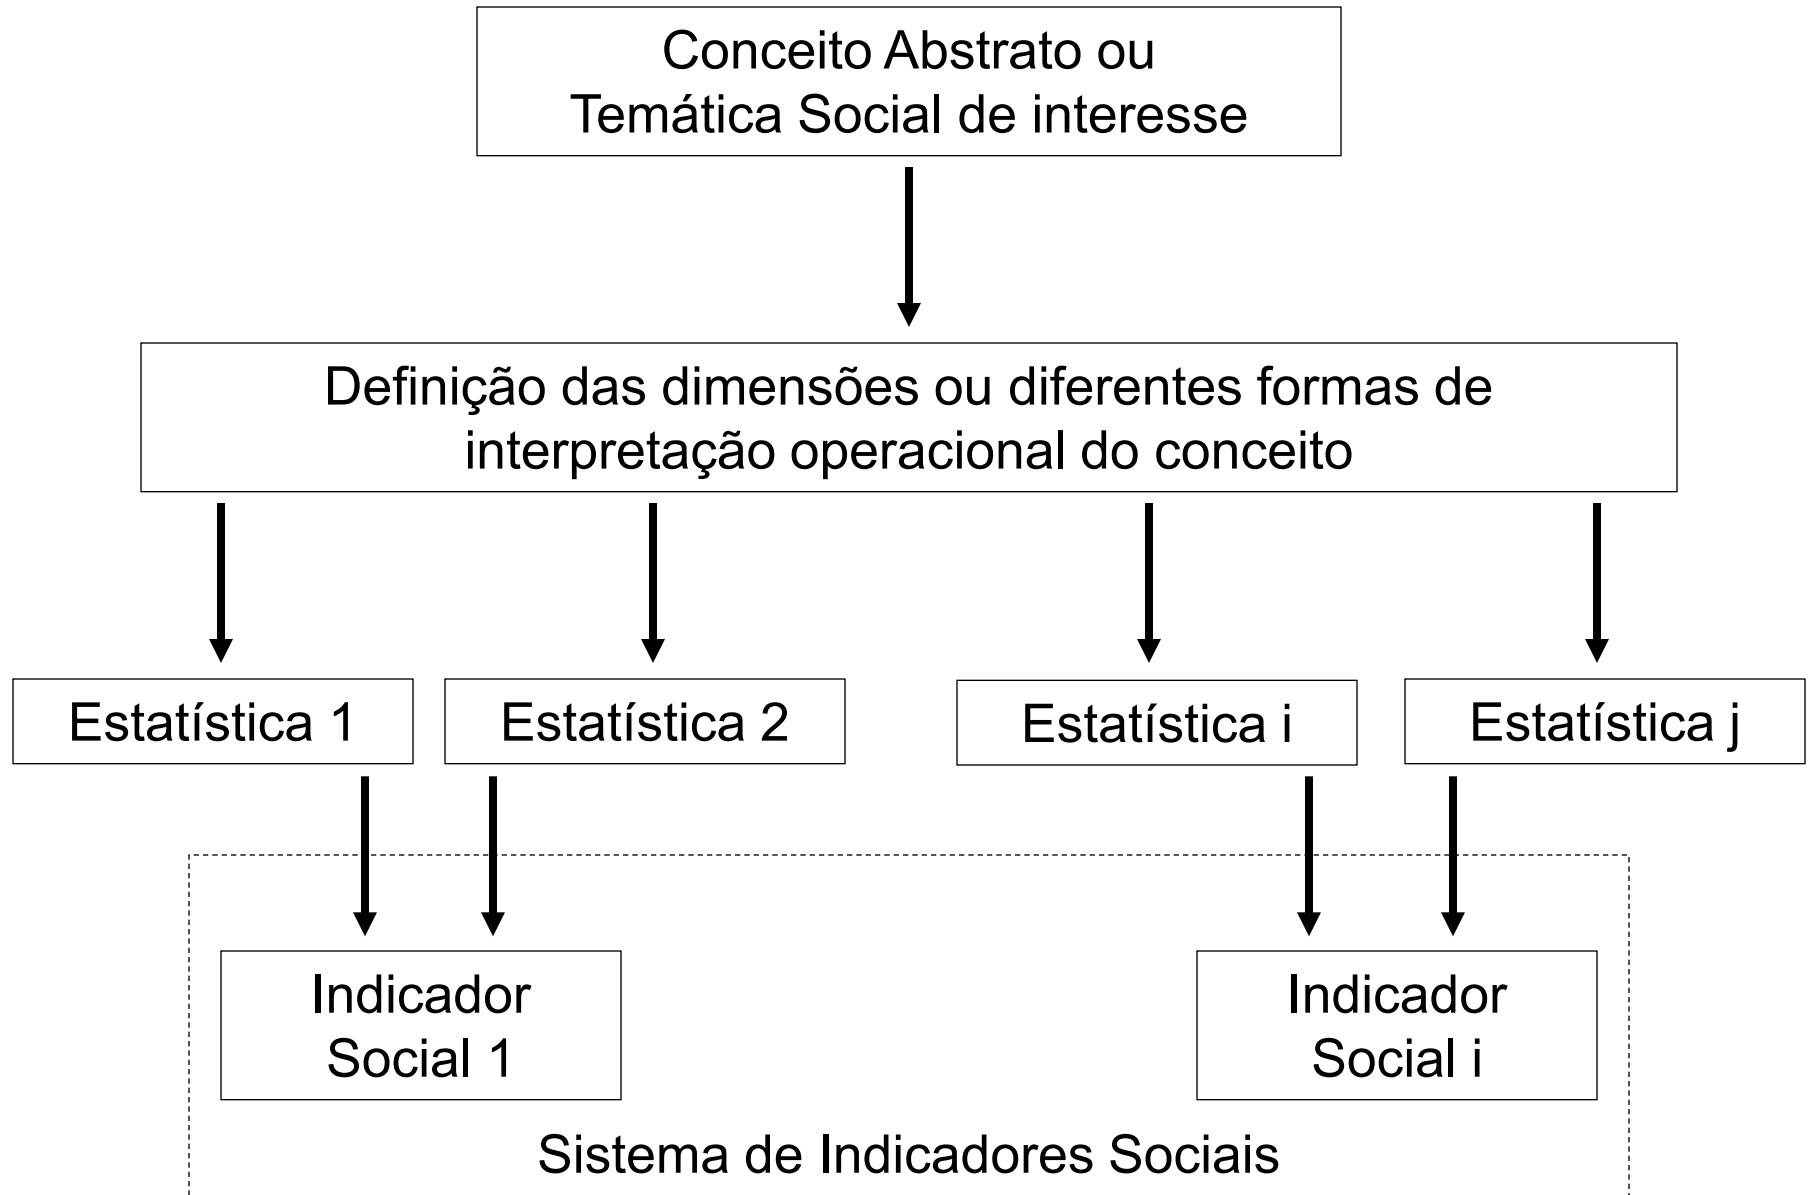 Conceito Abstrato ou
Temática Social de interesse
Definição das dimensões ou diferentes formas de
interpretação operacional do conceito
Estatística 1
Estatística 2
Estatística i
Estatística j
Indicador
Social 1
Indicador
Social i
Sistema de Indicadores Sociais